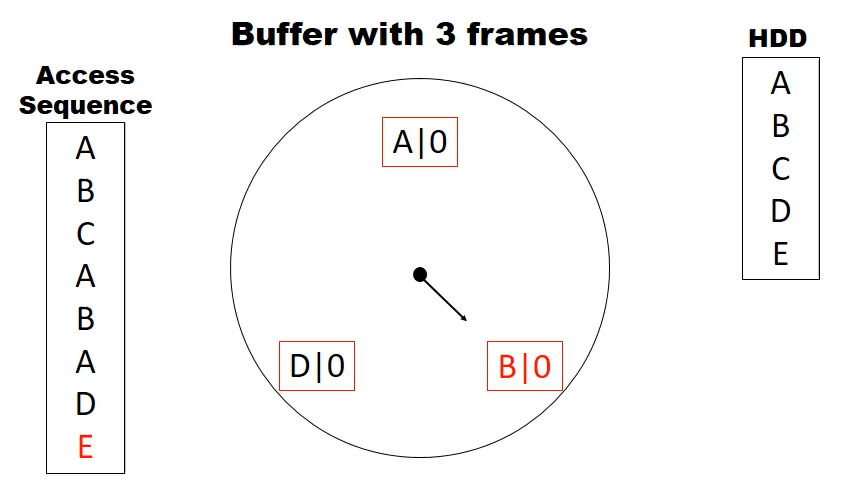 Buffer with 3 frames
Access
Sequence
A
B
C
A
B
A
D
E
A|0
D|0
B|0
HDD
A
B
C
D
E